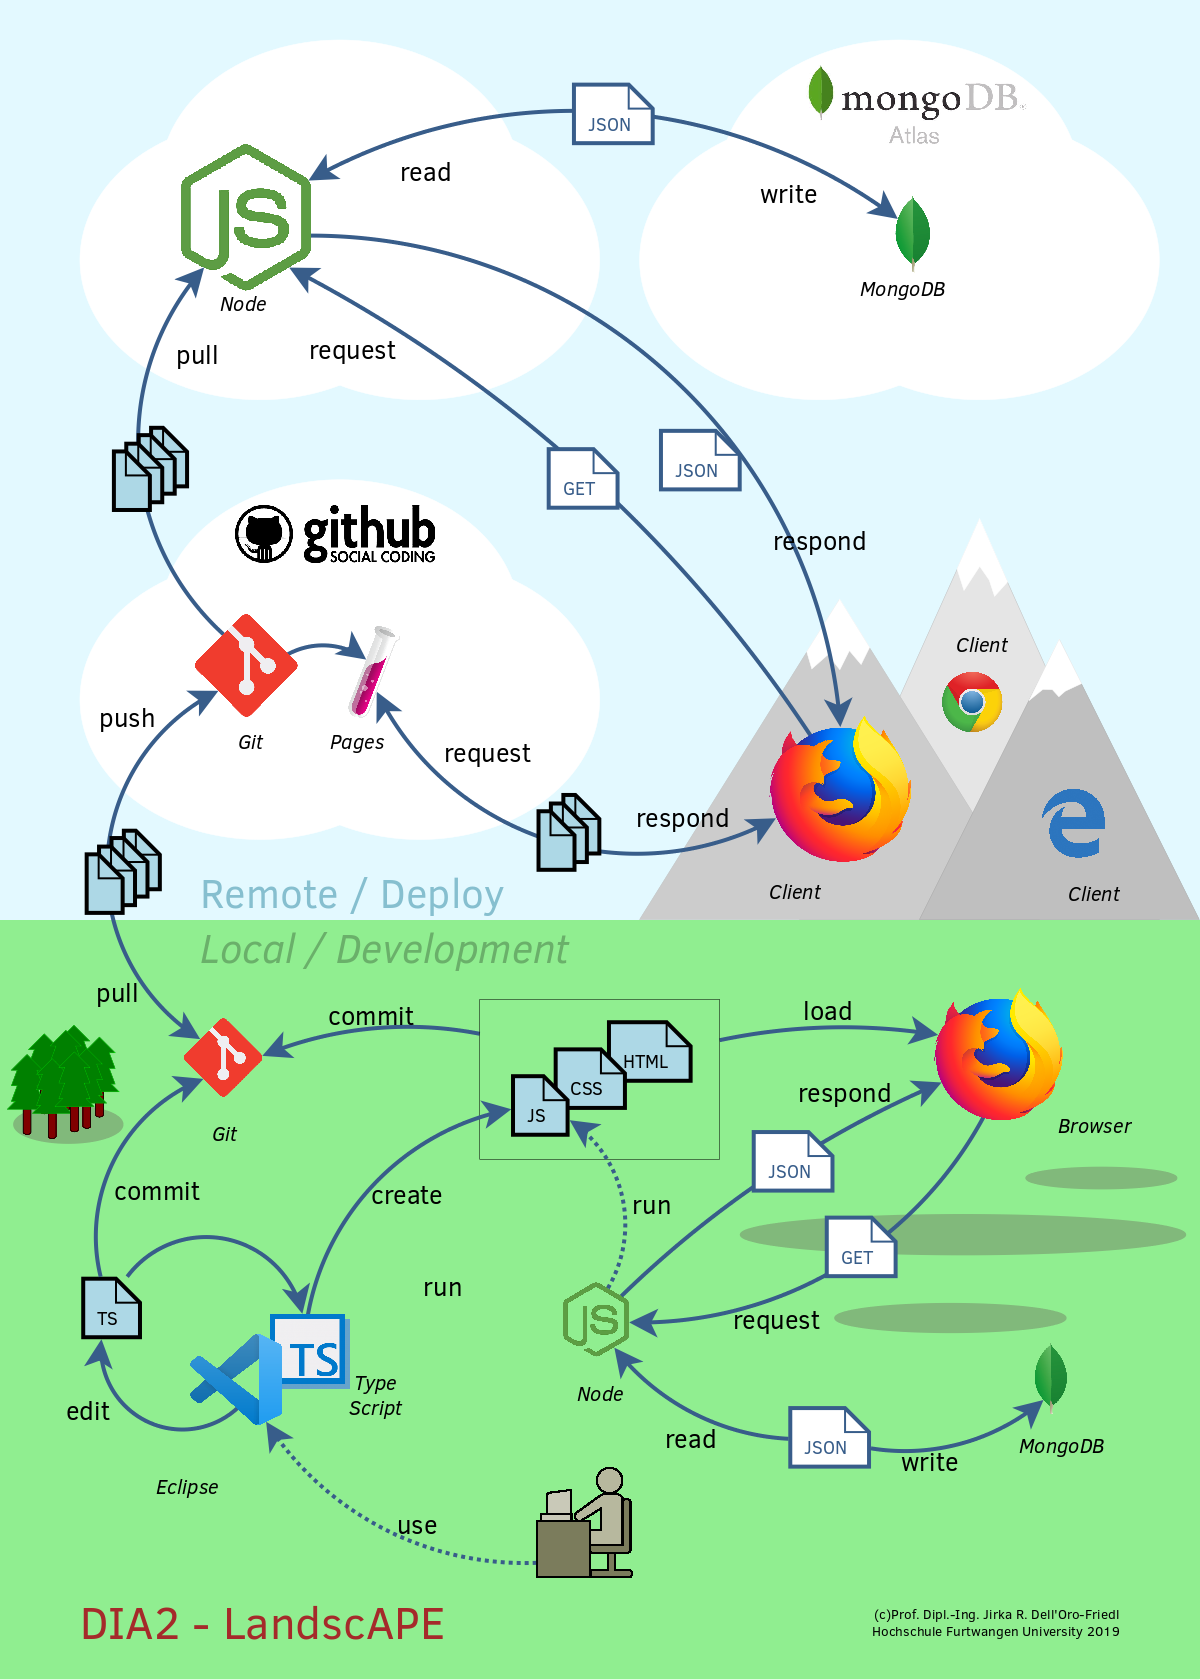 mongoDB.
Atlas
JSON
read
write
JS
Node
MongoDB
pull
request
GET
JSON
respond
github
SOCIAL CODING
Client
push
Git
Pages
request
respond
Client
Client
Remote / Deploy
Local / Development
pull
commit
load
HTML
CSS
JS
respond
Git
Browser
JSON
commit
create
run
GET
run
TS
JS
request
TS
Type
Script
Node
edit
read
JSON
write
MongoDB
Eclipse
use
DIA2 - LandscAPE
(c)Prof. Dipl.-Ing. Jirka R. Dell'Oro-Friedl
Hochschule Furtwangen University 2019